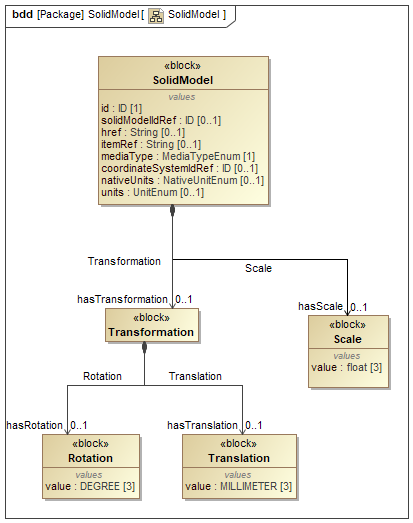 bdd [Package] SolidModel [ SolidModel ]
«block»
SolidModel
values
id : ID [1]
solidModelIdRef : ID [0..1]
href : String [0..1]
itemRef : String [0..1]
mediaType : MediaTypeEnum [1]
coordinateSystemIdRef : ID [0..1]
nativeUnits : NativeUnitEnum [0..1]
units : UnitEnum [0..1]
Transformation
Scale
hasTransformation 0..1
hasScale 0..1
«block»
Transformation
«block»
Scale
values
value : float [3]
Rotation
Translation
hasRotation 0..1
hasTranslation 0..1
«block»
Rotation
values
value : DEGREE [3]
«block»
Translation
values
value : MILLIMETER [3]